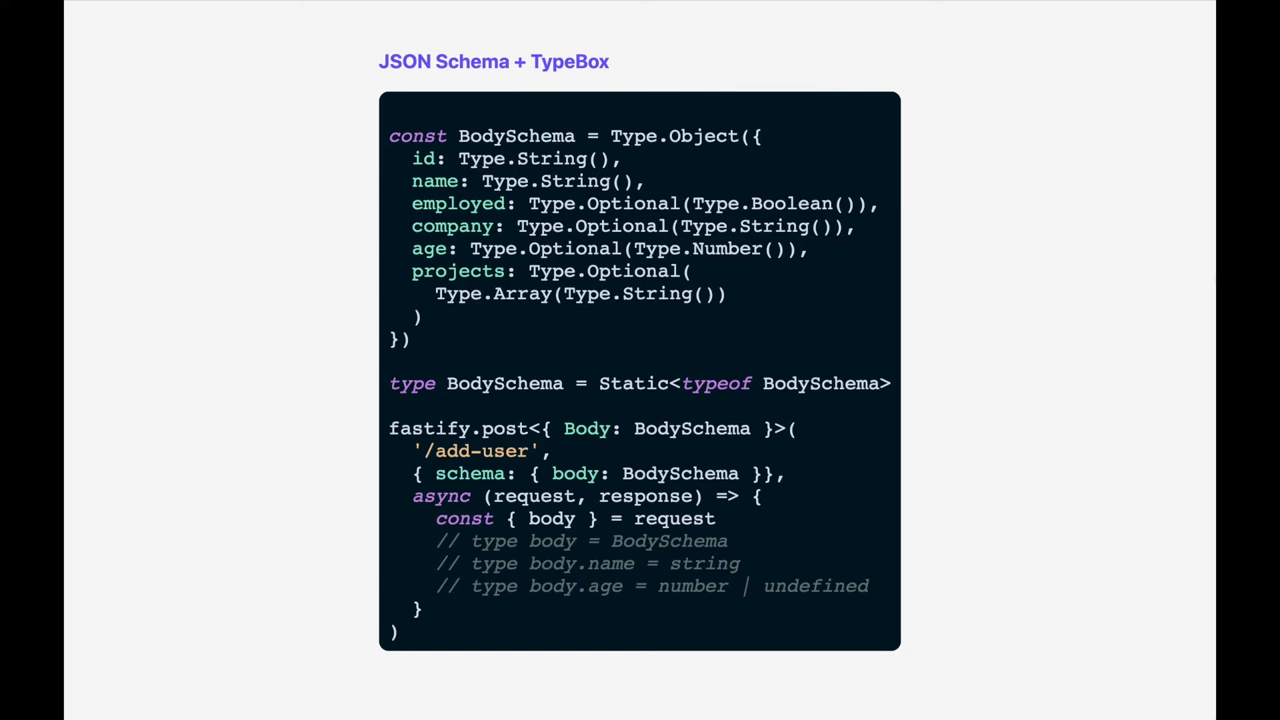 JSON Schema + TypeBox
const BodySchema = Type.Object({
  id: Type.String(),
  name: Type.String(),
  employed: Type.Optional(Type.Boolean()),
  company: Type.Optional(Type.String()),
  age: Type.Optional(Type.Number()),
  projects: Type.Optional(
    Type.Array(Type.String())
  )
})
type BodySchema = Static<typeof BodySchema>
fastify.post<{ Body: BodySchema }>(
  '/add-user',
  { schema: { body: BodySchema }},
  async (request, response) => {
    const { body } = request
    // type body = BodySchema
    // type body.name = string
    // type body.age = number | undefined
  }
)